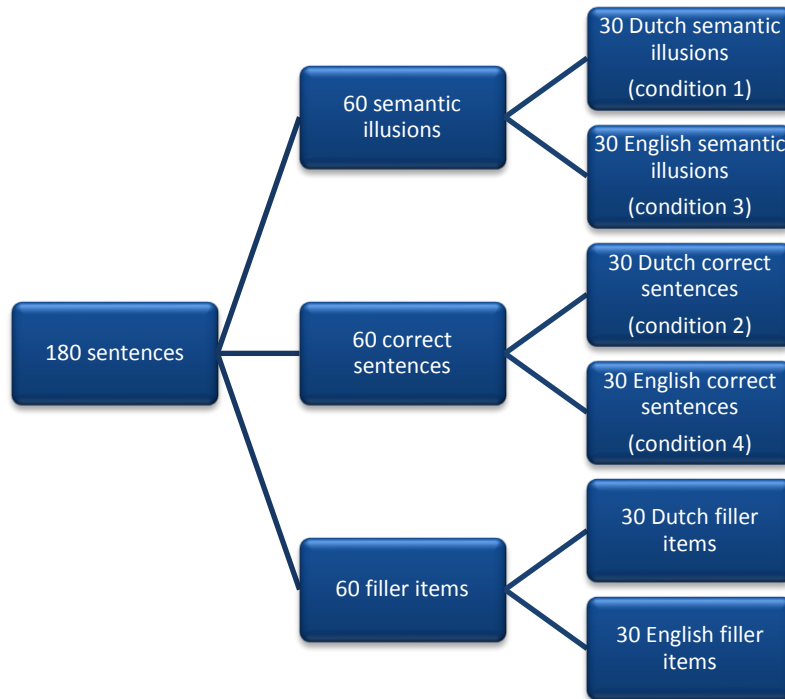 180 sentences
60 semantic
illusions
30 Dutch semantic
illusions
(condition 1)
30 English semantic
illusions
(condition 3)
60 correct
sentences
30 Dutch correct
sentences
(condition 2)
30 English correct
sentences
(condition 4)
60 filler items
30 Dutch filler
items
30 English filler
items